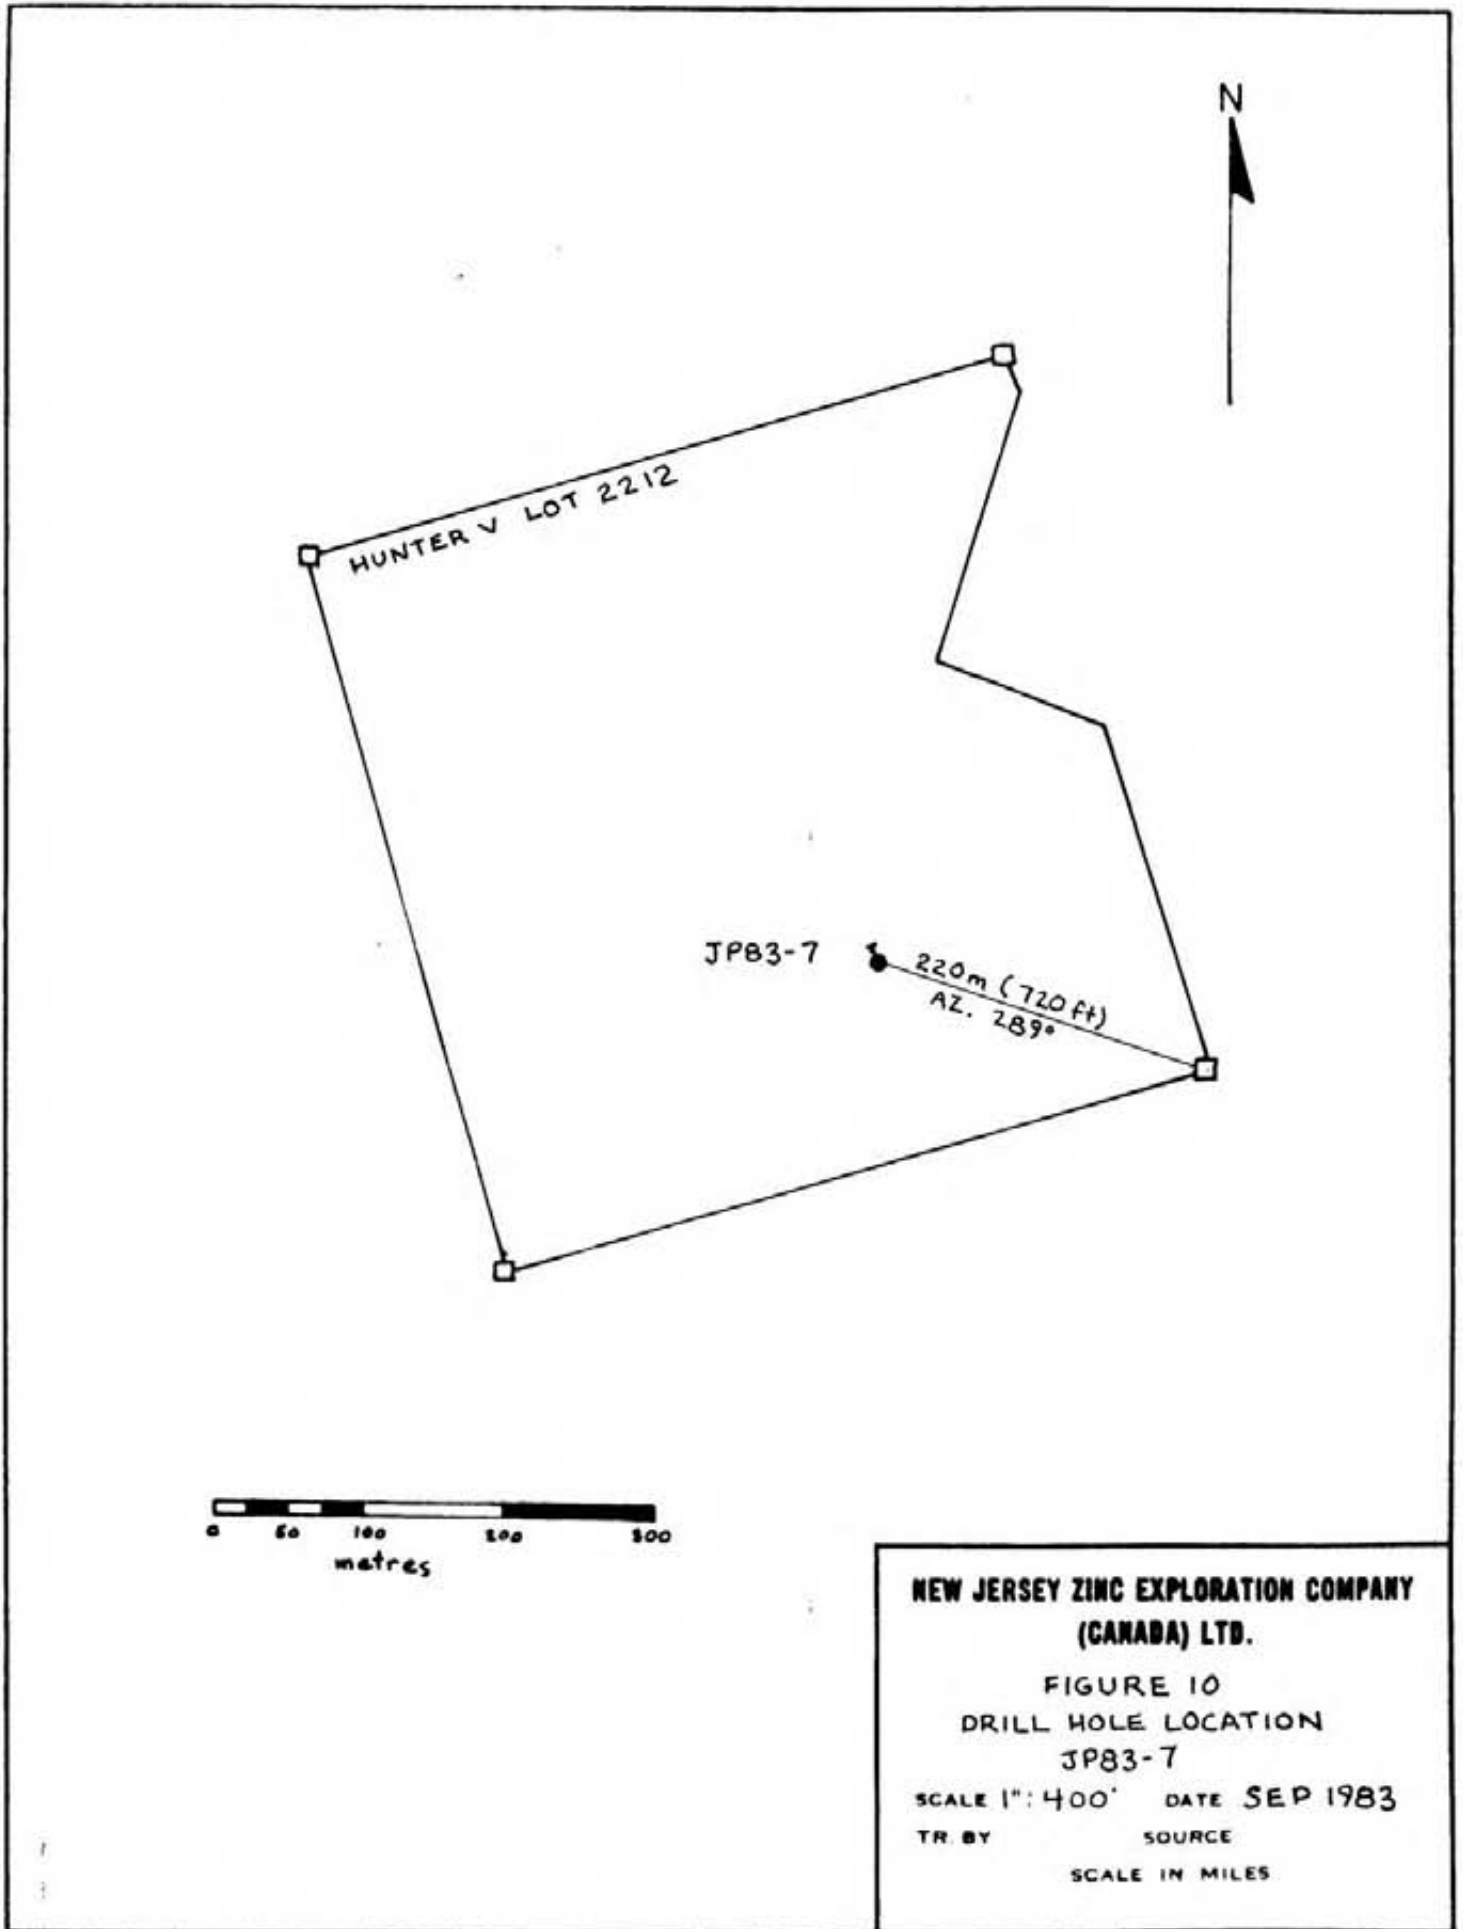 N
HUNTER V LOT 2212
JP83-7
220m (720ft)
AZ. 289°
0 50 100 200 300
metres
NEW JERSEY ZINC EXPLORATION COMPANY
(CANADA) LTD.
FIGURE 10
DRILL HOLE LOCATION
JP83-7
SCALE 1":400' DATE SEP 1983
TR. BY SOURCE
SCALE IN MILES